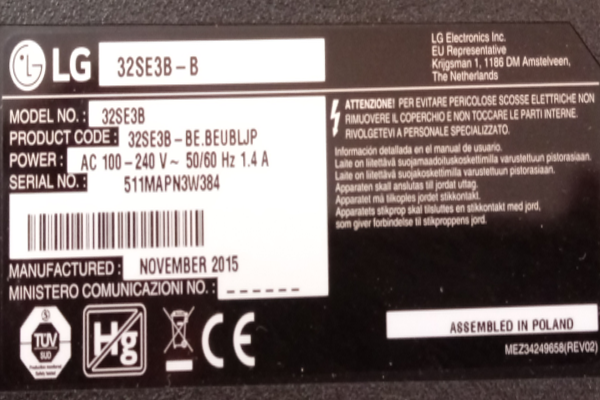 LG 32SE3B-B
LG Electronics Inc.
EU Representative
Krijgsman 1, 1186 DM Amstelveen,
The Netherlands
MODEL NO. : 32SE3B
PRODUCT CODE : 32SE3B-BE.BEUBLJP
POWER : AC 100-240 V~ 50/60 Hz 1.4 A
SERIAL NO. : 511MAPN3W384
MANUFACTURED : NOVEMBER 2015
MINISTERO COMUNICAZIONI NO. : ------
ATTENZIONE! PER EVITARE PERICOLOSE SCOSSE ELETTRICHE NON
RIMUOVERE IL COPERCHIO E NON TOCCARE LE PARTI INTERNE.
RIVOLGETEVI A PERSONALE SPECIALIZZATO.
Información detallada en el manual de usuario.
Laite on liitettävä suojamaadoituskoskettimilla varustettuun pistorasiaan.
Laite on liitettävä suojakoskettimilla varustettuun pistorasiaan.
Apparaten skall anslutas till jordat uttag.
Apparatet må tilkoples jordet stikkontakt.
Apparatets stikprop skal tilsluttes en stikkontakt med jord,
som giver forbindelse til stikproppens jord.
TÜV
SUD
Hg
CE
ASSEMBLED IN POLAND
MEZ34249658(REV02)